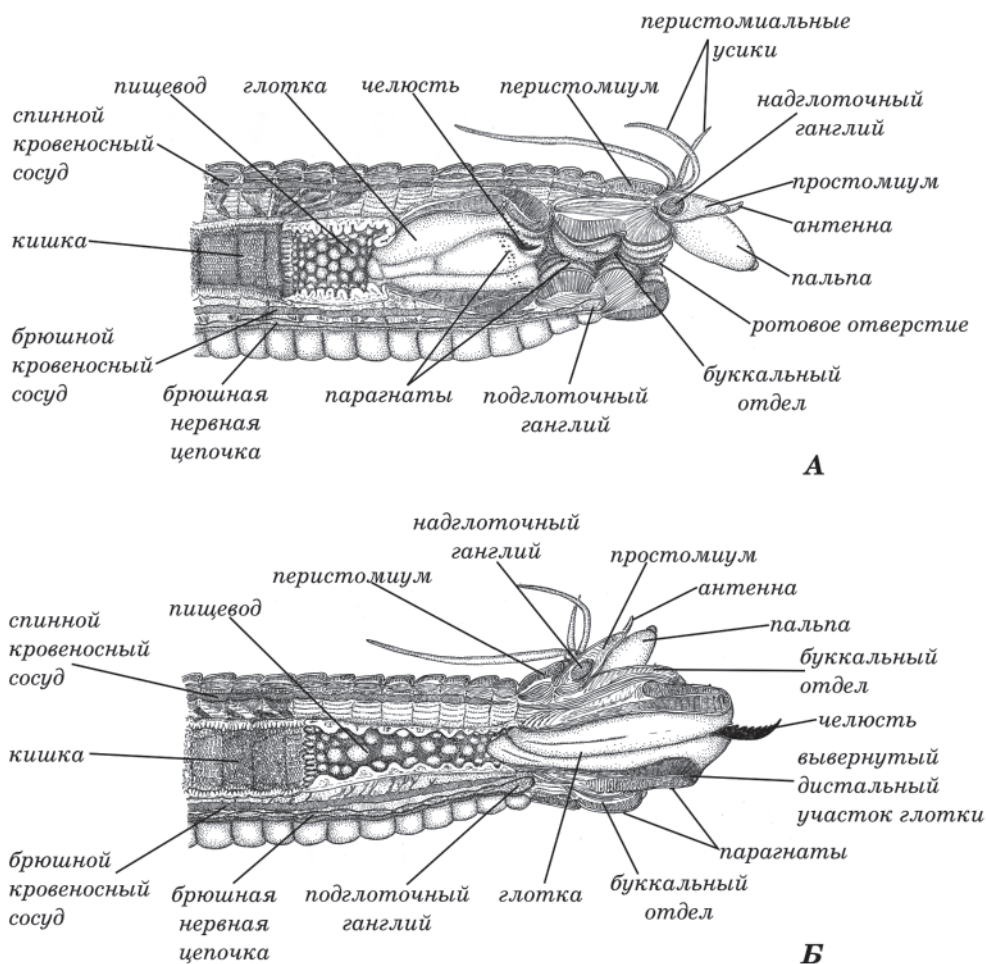 перистомиальные
усики
пищевод
глотка
челюсть
перистомиум
надглоточный
ганглий
спинной
кровеносный
сосуд
простомиум
антенна
кишка
пальпа
ротовое отверстие
брюшной
кровеносный
сосуд
брюшная
нервная
цепочка
парагнаты
подглоточный
ганглий
буккальный
отдел
А
надглоточный
ганглий
простомиум
перистомиум
антенна
пищевод
пальпа
спинной
кровеносный
сосуд
буккальный
отдел
челюсть
кишка
вывернутый
дистальный
участок глотки
парагнаты
брюшной
кровеносный
сосуд
брюшная
нервная
цепочка
подглоточный
ганглий
глотка
буккальный
отдел
Б